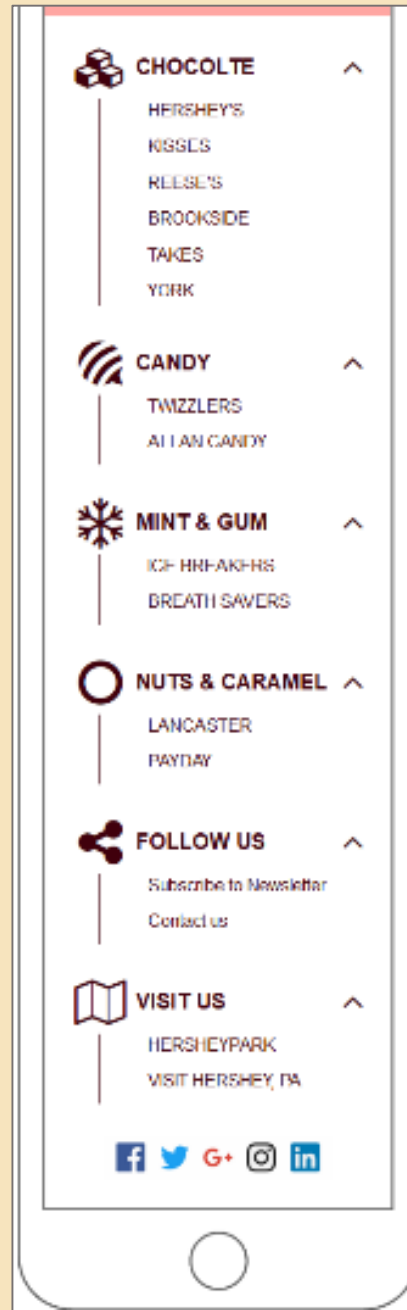 CHOCOLTE
HERSHEY'S
KISSES
REESE'S
BROOKSIDE
TAKES
YORK
CANDY
TWIZZLERS
ALLAN CANDY
MINT & GUM
ICE BREAKERS
BREATH SAVERS
NUTS & CARAMEL
LANCASTER
PAYDAY
FOLLOW US
Subscribe to Newsletter
Contact us
VISIT US
HERSHEYPARK
VISIT HERSHEY, PA
f G+ in